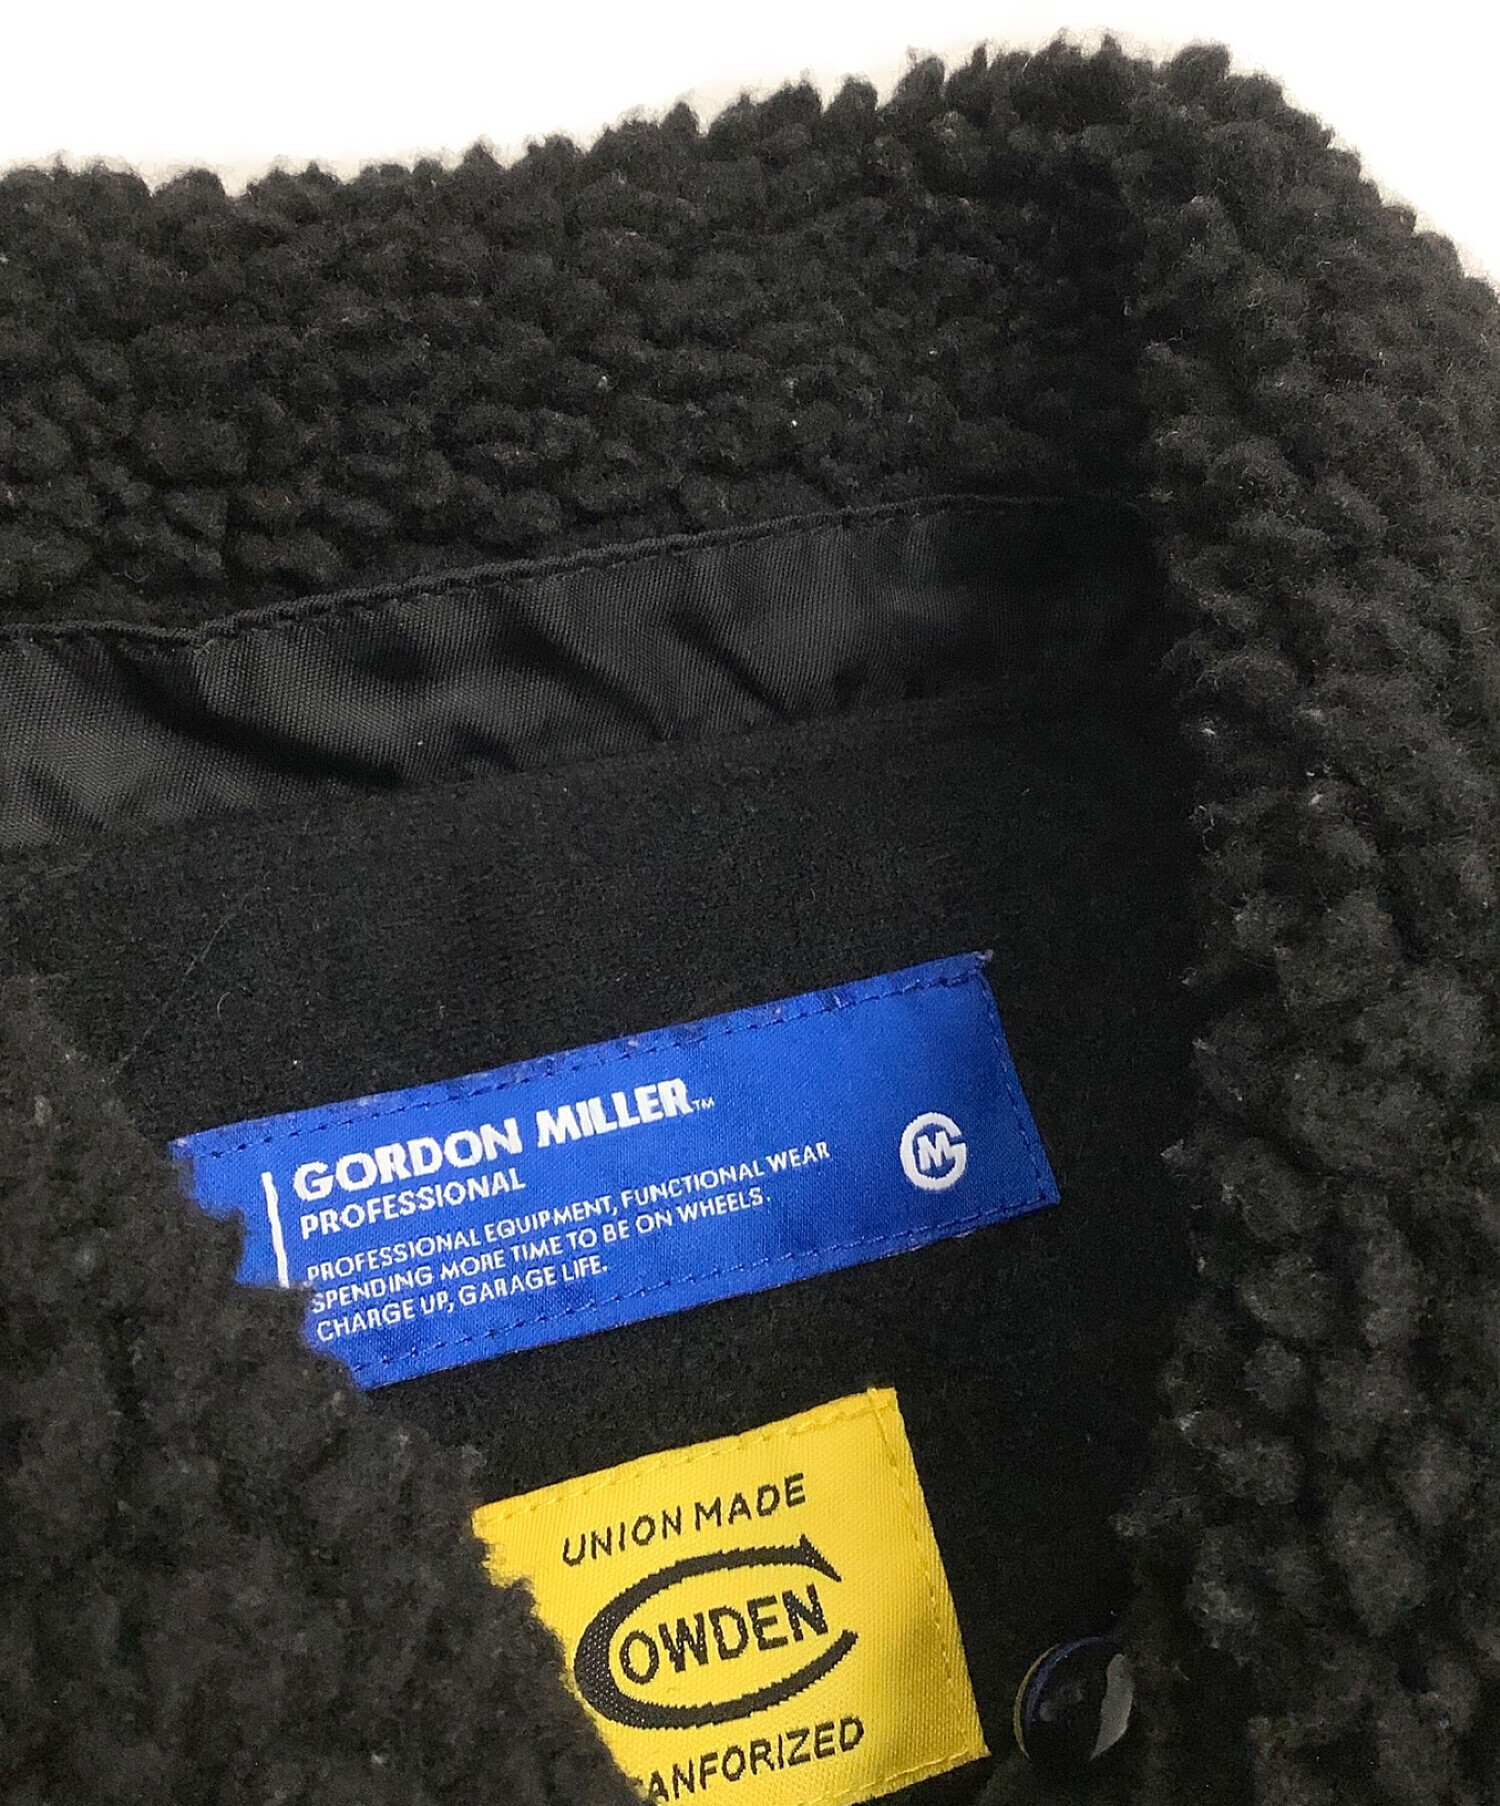 GORDON MILLER™
PROFESSIONAL
PROFESSIONAL EQUIPMENT, FUNCTIONAL WEAR
SPENDING MORE TIME TO BE ON WHEELS.
CHARGE UP, GARAGE LIFE.
GM
UNION MADE
COWDEN
ANFORIZED